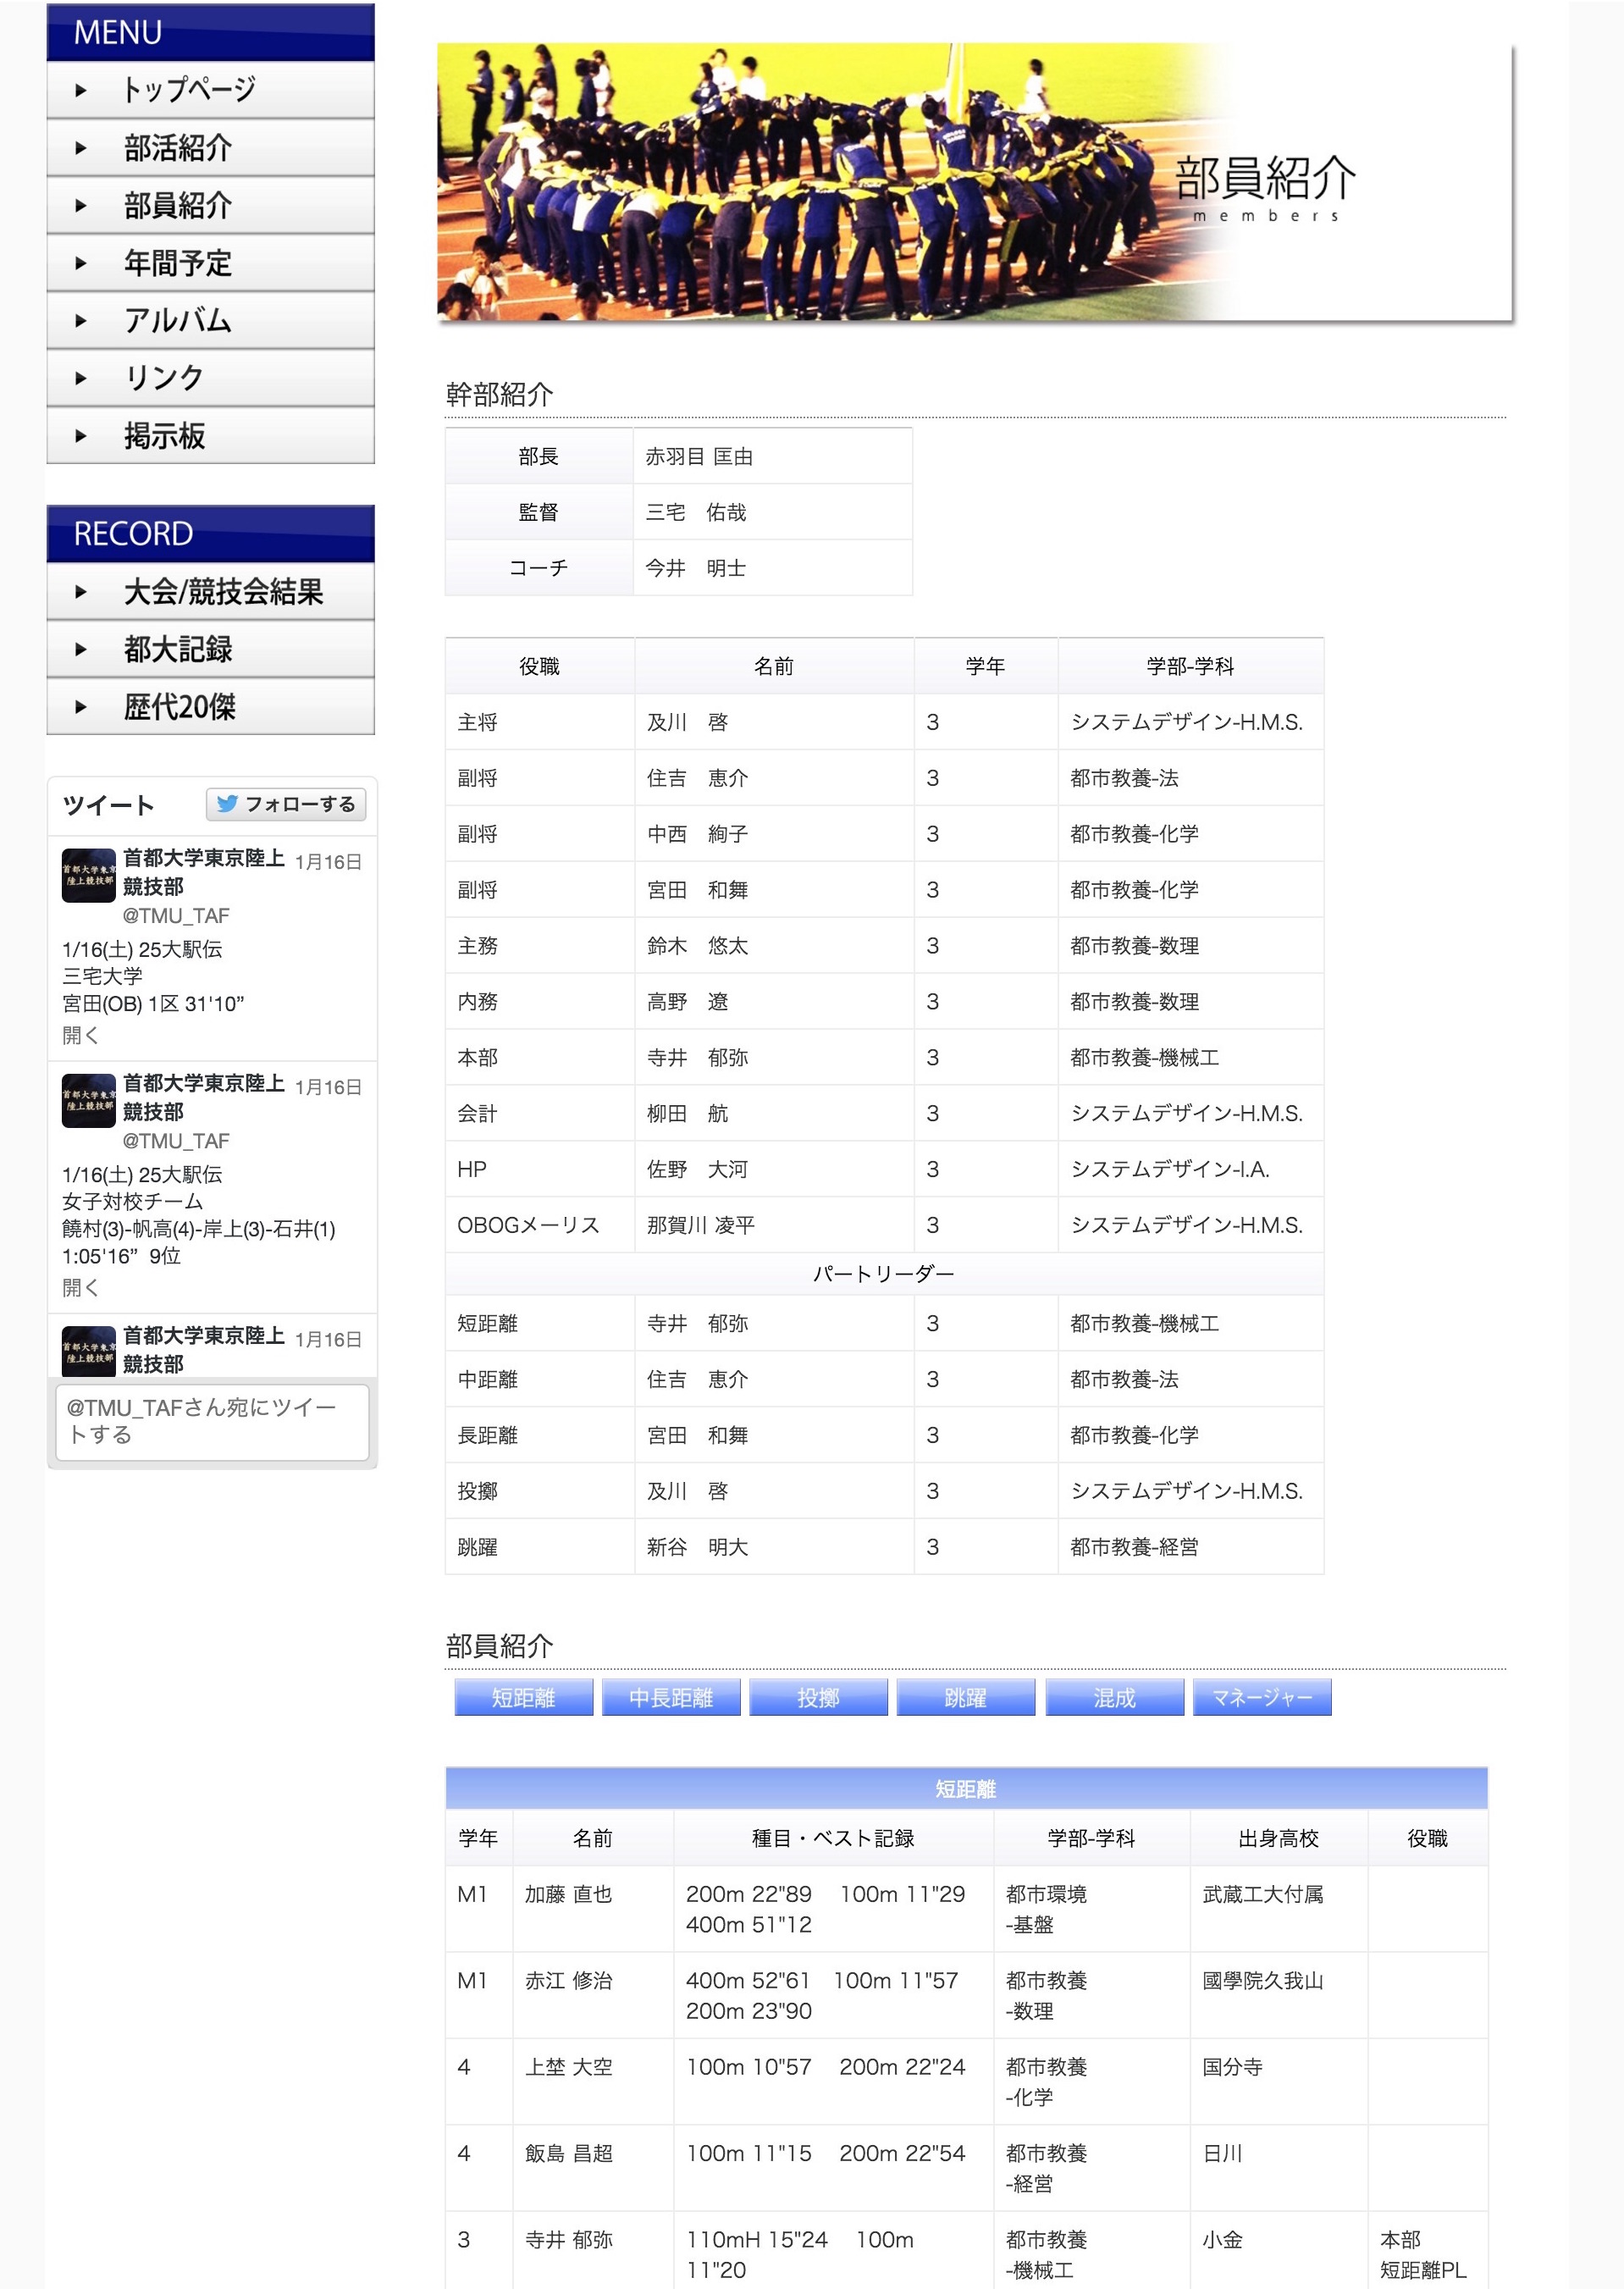 MENU
トップページ
部活紹介
部員紹介
年間予定
アルバム
リンク
掲示板
RECORD
大会/競技会結果
都大記録
歴代20傑
ツイート
フォローする
首都大学東京陸上競技部 1月16日
@TMU_TAF
1/16(土) 25大駅伝
三宅大学
宮田(OB) 1区 31'10”
開く
首都大学東京陸上競技部 1月16日
@TMU_TAF
1/16(土) 25大駅伝
女子対校チーム
饒村(3)-帆高(4)-岸上(3)-石井(1)
1:05'16” 9位
開く
首都大学東京陸上競技部 1月16日
@TMU_TAFさん宛にツイートする
部員紹介
members
幹部紹介
部長 赤羽目 匡由
監督 三宅 佑哉
コーチ 今井 明士
役職 名前 学年 学部-学科
主将 及川 啓 3 システムデザイン-H.M.S.
副将 住吉 恵介 3 都市教養-法
副将 中西 絢子 3 都市教養-化学
副将 宮田 和舞 3 都市教養-化学
主務 鈴木 悠太 3 都市教養-数理
内務 高野 遼 3 都市教養-数理
本部 寺井 郁弥 3 都市教養-機械工
会計 柳田 航 3 システムデザイン-H.M.S.
HP 佐野 大河 3 システムデザイン-I.A.
OBOGメーリス 那賀川 凌平 3 システムデザイン-H.M.S.
パートリーダー
短距離 寺井 郁弥 3 都市教養-機械工
中距離 住吉 恵介 3 都市教養-法
長距離 宮田 和舞 3 都市教養-化学
投擲 及川 啓 3 システムデザイン-H.M.S.
跳躍 新谷 明大 3 都市教養-経営
部員紹介
短距離 中長距離 投擲 跳躍 混成 マネージャー
短距離
学年 名前 種目・ベスト記録 学部-学科 出身高校 役職
M1 加藤 直也 200m 22"89 100m 11"29 400m 51"12 都市環境-基盤 武蔵工大付属
M1 赤江 修治 400m 52"61 100m 11"57 200m 23"90 都市教養-数理 國學院久我山
4 上埜 大空 100m 10"57 200m 22"24 都市教養-化学 国分寺
4 飯島 昌超 100m 11"15 200m 22"54 都市教養-経営 日川
3 寺井 郁弥 110mH 15"24 100m 11"20 都市教養-機械工 小金 本部 短距離PL